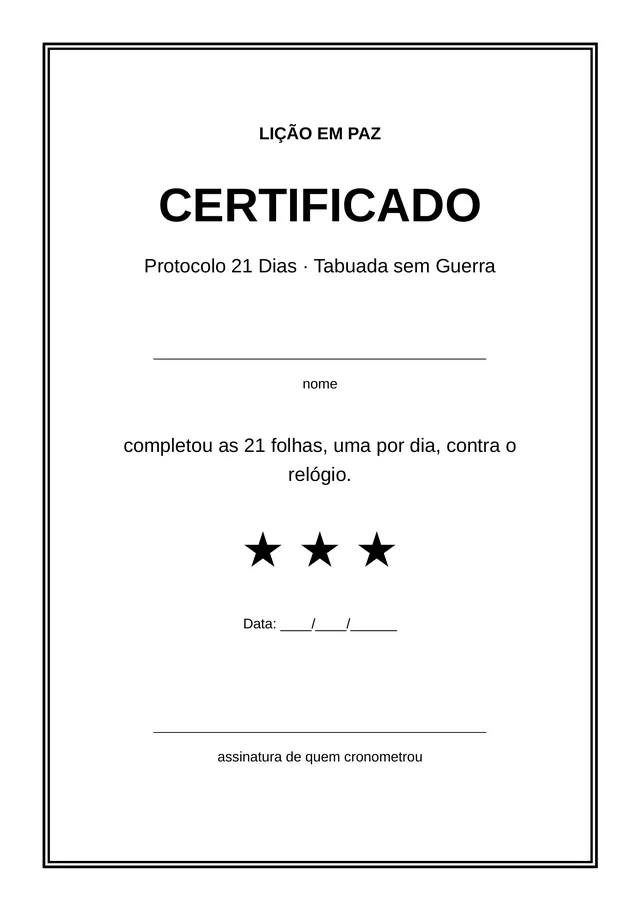 LIÇÃO EM PAZ
CERTIFICADO
Protocolo 21 Dias · Tabuada sem Guerra
nome
completou as 21 folhas, uma por dia, contra o
relógio.
★ ★ ★
Data: ____/____/______
assinatura de quem cronometrou